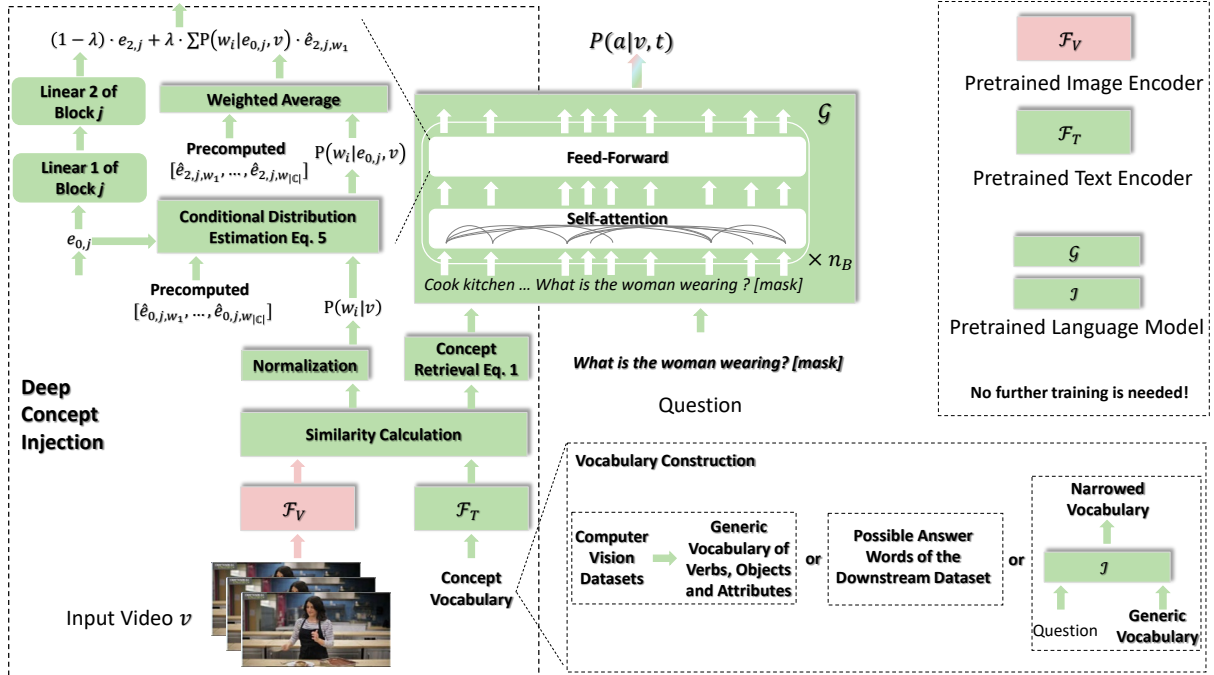 (1 − λ) · e_{2,j} + λ · ∑P(w_i|e_{0,j}, v) · ê_{2,j,w_1}
Linear 2 of
Block j
Weighted Average
Linear 1 of
Block j
Precomputed
[ê_{2,j,w_1}, ..., ê_{2,j,w_{|ℂ|}}]
P(w_i|e_{0,j}, v)
e_{0,j}
Conditional Distribution
Estimation Eq. 5
Precomputed
[ê_{0,j,w_1}, ..., ê_{0,j,w_{|ℂ|}}]
P(w_i|v)
Normalization
Concept
Retrieval Eq. 1
Deep
Concept
Injection
Similarity Calculation
ℱ_V
ℱ_T
Input Video v
Concept
Vocabulary
P(a|v, t)
𝒢
Feed-Forward
Self-attention
× n_B
Cook kitchen ... What is the woman wearing ? [mask]
What is the woman wearing? [mask]
Question
ℱ_V
Pretrained Image Encoder
ℱ_T
Pretrained Text Encoder
𝒢
ℐ
Pretrained Language Model
No further training is needed!
Vocabulary Construction
Computer
Vision
Datasets
Generic
Vocabulary of
Verbs, Objects
and Attributes
or
Possible Answer
Words of the
Downstream Dataset
or
Narrowed
Vocabulary
ℐ
Question
Generic
Vocabulary